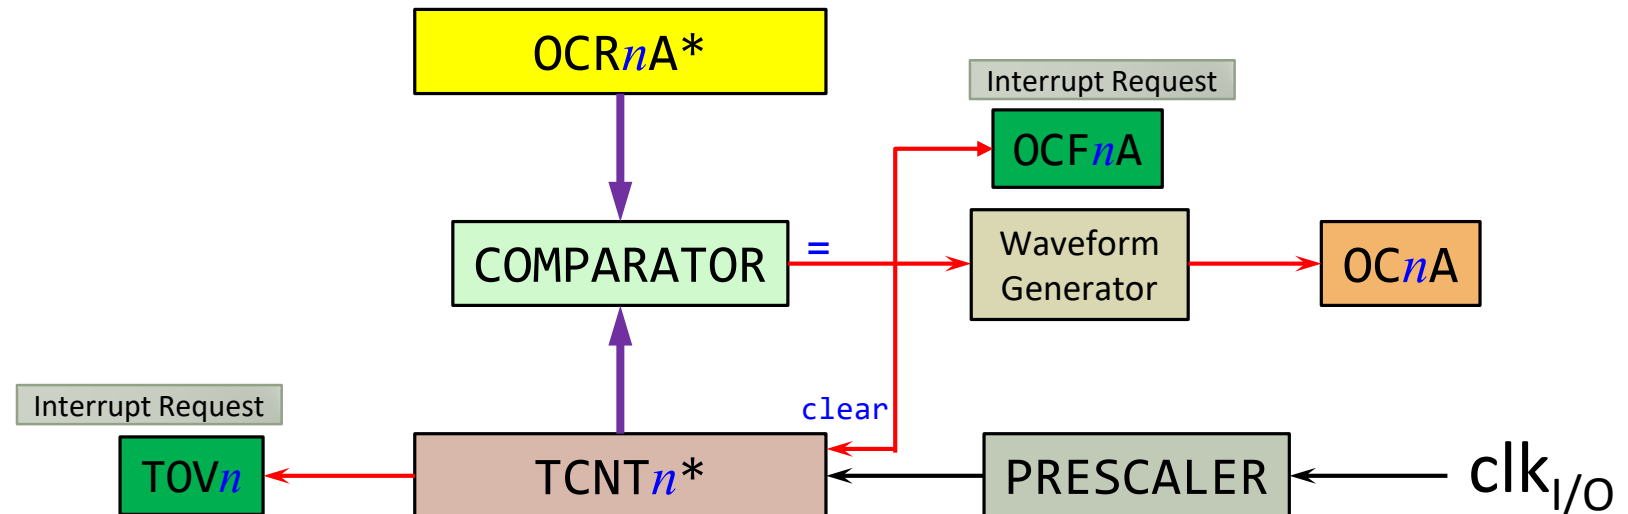 OCRnA*
Interrupt Request
OCFnA
COMPARATOR
=
Waveform
Generator
OCnA
clear
Interrupt Request
TOVn
TCNTn*
PRESCALER
clkI/O